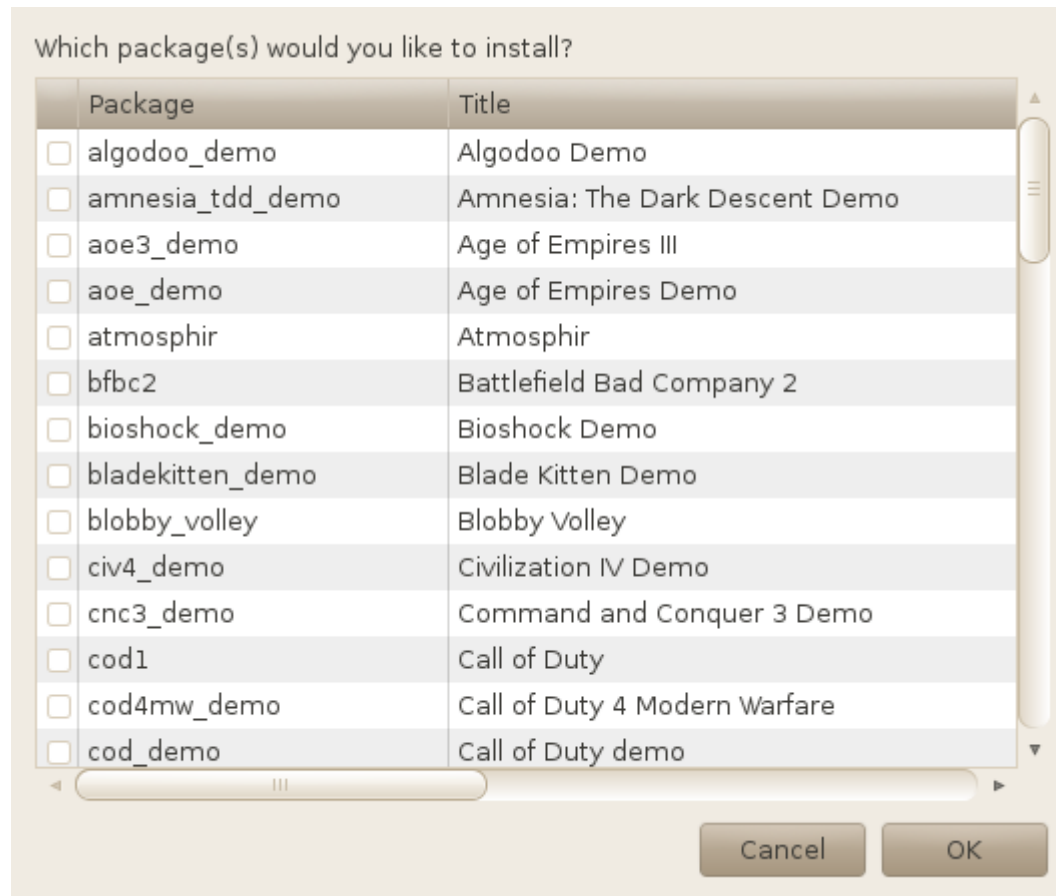 Which package(s) would you like to install?
Package Title
algodoo_demo Algodoo Demo
amnesia_tdd_demo Amnesia: The Dark Descent Demo
aoe3_demo Age of Empires III
aoe_demo Age of Empires Demo
atmosphir Atmosphir
bfbc2 Battlefield Bad Company 2
bioshock_demo Bioshock Demo
bladekitten_demo Blade Kitten Demo
blobby_volley Blobby Volley
civ4_demo Civilization IV Demo
cnc3_demo Command and Conquer 3 Demo
cod1 Call of Duty
cod4mw_demo Call of Duty 4 Modern Warfare
cod_demo Call of Duty demo
Cancel OK